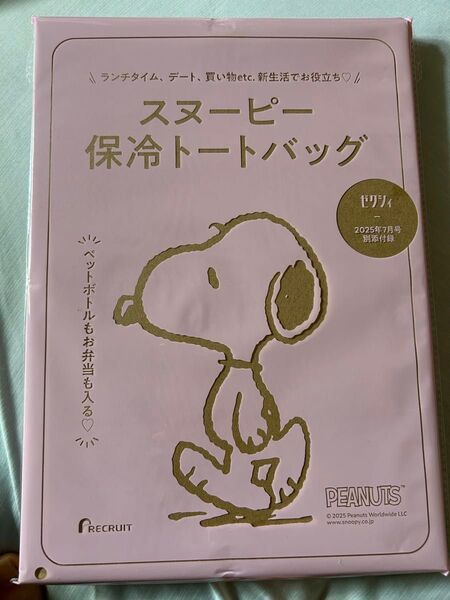 ランチタイム、デート、買い物etc. 新生活でお役立ち♡
スヌーピー
保冷トートバッグ
ゼクシィ
2025年7月号
別添付録
ペットボトルもお弁当も入る♡
PEANUTS™
© 2025 Peanuts Worldwide LLC
www.snoopy.co.jp
RECRUIT